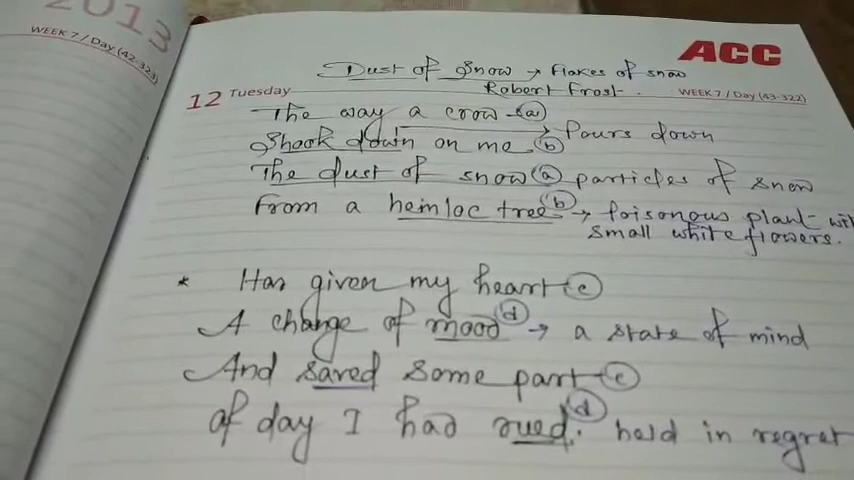 2013
WEEK 7 / Day (42-323)
ACC
Dust of Snow → flakes of snow
Robert Frost.
12 Tuesday
WEEK 7 / Day (43-322)
The way a crow (a)
Shook down on me (b) → Pours down
The dust of snow (a) particles of snow
From a hemloc tree (b) → poisonous plant with
small white flowers.
* Has given my heart (c)
A change of mood (d) → a state of mind
And saved some part (c)
of day I had rued. (d) held in regret